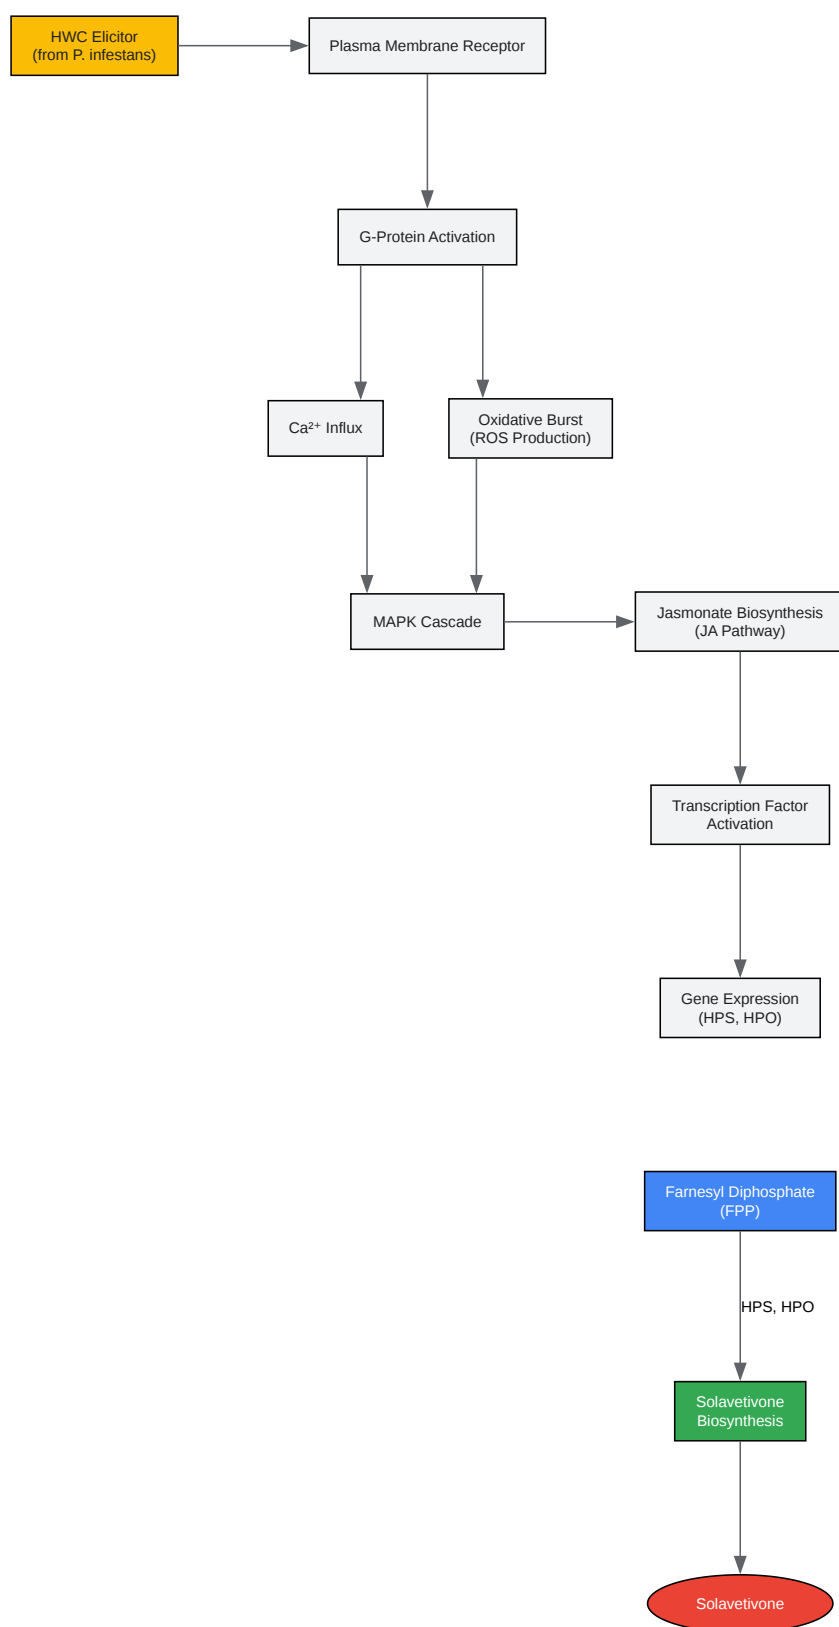 HWC Elicitor
(from P. infestans)
Plasma Membrane Receptor
G-Protein Activation
Ca²⁺ Influx
Oxidative Burst
(ROS Production)
MAPK Cascade
Jasmonate Biosynthesis
(JA Pathway)
Transcription Factor
Activation
Gene Expression
(HPS, HPO)
Farnesyl Diphosphate
(FPP)
HPS, HPO
Solavetivone
Biosynthesis
Solavetivone